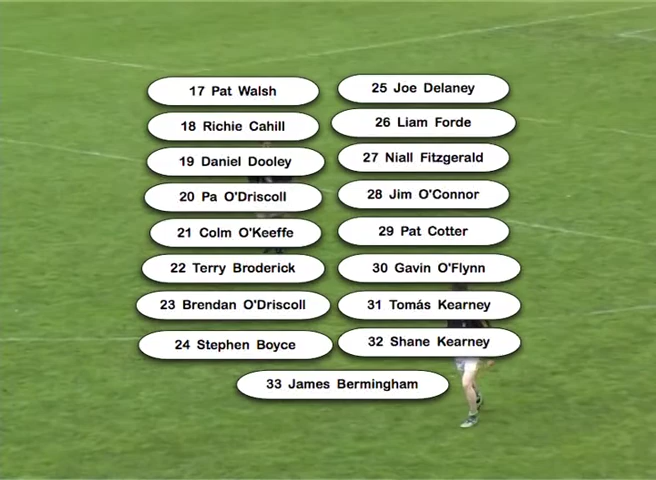 17 Pat Walsh
18 Richie Cahill
19 Daniel Dooley
20 Pa O'Driscoll
21 Colm O'Keeffe
22 Terry Broderick
23 Brendan O'Driscoll
24 Stephen Boyce
25 Joe Delaney
26 Liam Forde
27 Niall Fitzgerald
28 Jim O'Connor
29 Pat Cotter
30 Gavin O'Flynn
31 Tomás Kearney
32 Shane Kearney
33 James Bermingham